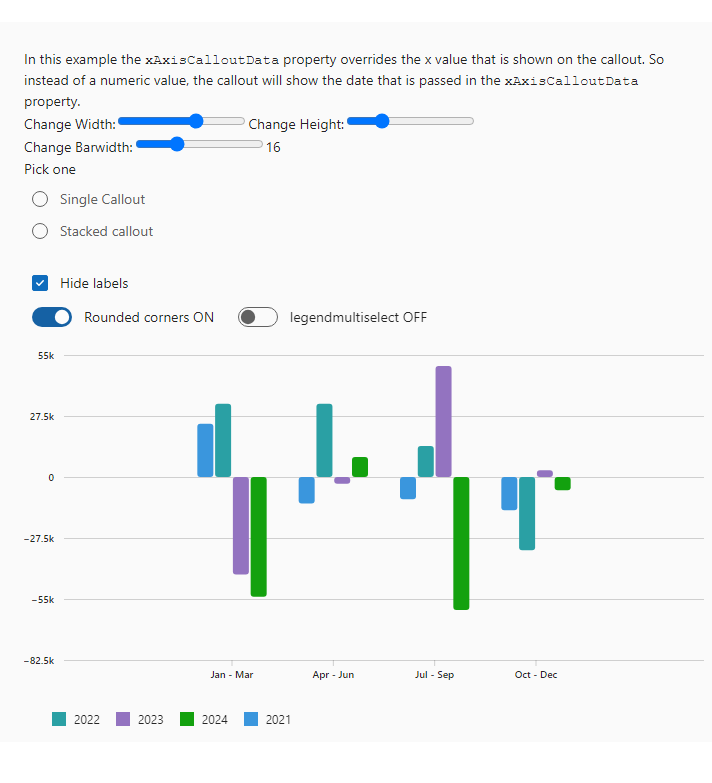 In this example the xAxisCalloutData property overrides the x value that is shown on the callout. So
instead of a numeric value, the callout will show the date that is passed in the xAxisCalloutData
property.
Change Width: Change Height:
Change Barwidth: 16
Pick one
Single Callout
Stacked callout
Hide labels
Rounded corners ON legendmultiselect OFF
55k
27.5k
0
−27.5k
−55k
−82.5k
Jan - Mar Apr - Jun Jul - Sep Oct - Dec
2022 2023 2024 2021